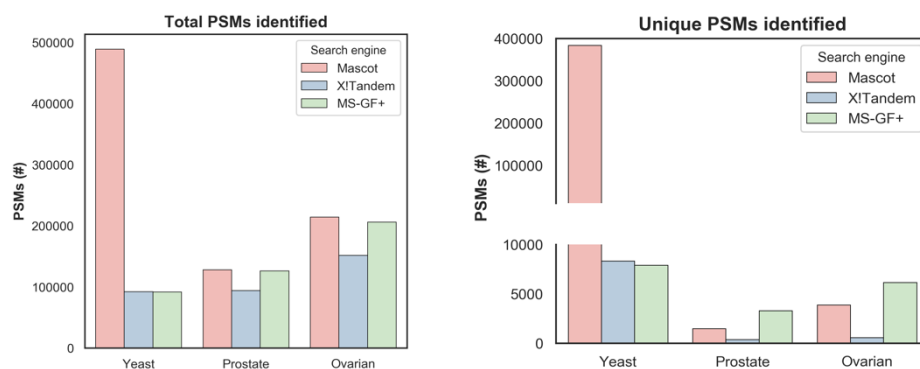 Total PSMs identified
PSMs (#)
500000
400000
300000
200000
100000
0
Search engine
Mascot
X!Tandem
MS-GF+
Yeast
Prostate
Ovarian
Unique PSMs identified
PSMs (#)
400000
300000
200000
100000
10000
5000
0
Search engine
Mascot
X!Tandem
MS-GF+
Yeast
Prostate
Ovarian